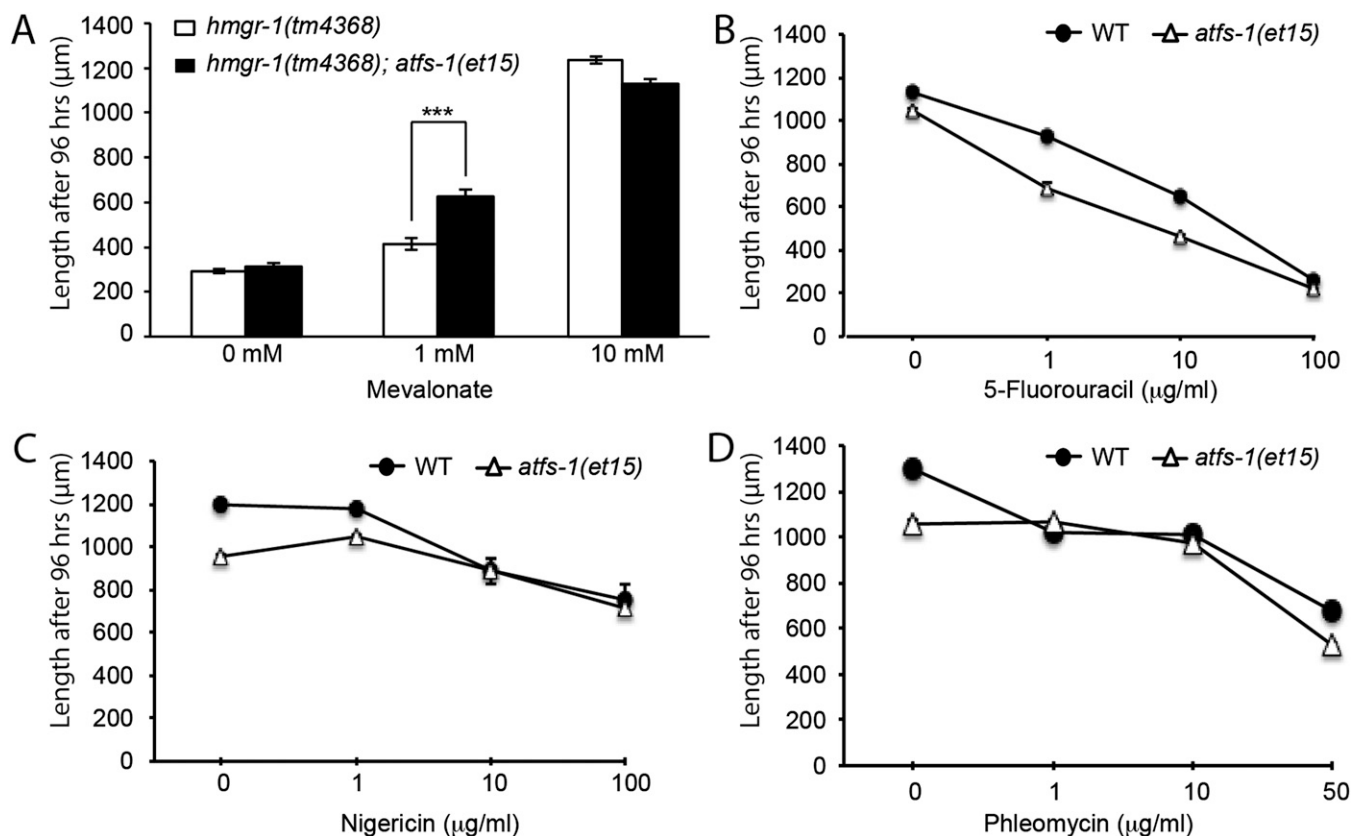 A
hmgr-1(tm4368)
hmgr-1(tm4368); atfs-1(et15)
Length after 96 hrs (μm)
1400
1200
1000
800
600
400
200
0
***
0 mM
1 mM
10 mM
Mevalonate
B
WT
atfs-1(et15)
Length after 96 hrs (μm)
1400
1200
1000
800
600
400
200
0
0
1
10
100
5-Fluorouracil (μg/ml)
C
WT
atfs-1(et15)
Length after 96 hrs (μm)
1400
1200
1000
800
600
400
200
0
0
1
10
100
Nigericin (μg/ml)
D
WT
atfs-1(et15)
Length after 96 hrs (μm)
1400
1200
1000
800
600
400
200
0
0
1
10
50
Phleomycin (μg/ml)